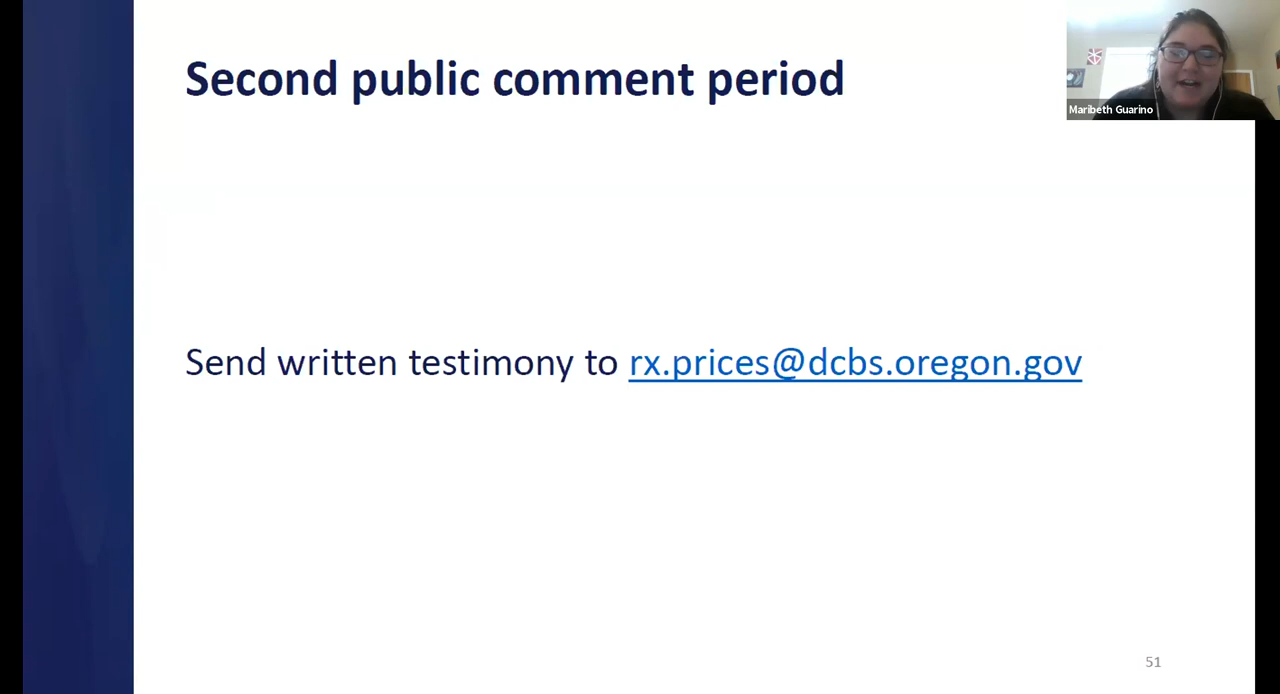 Second public comment period
Maribeth Guarino
Send written testimony to rx.prices@dcbs.oregon.gov
51